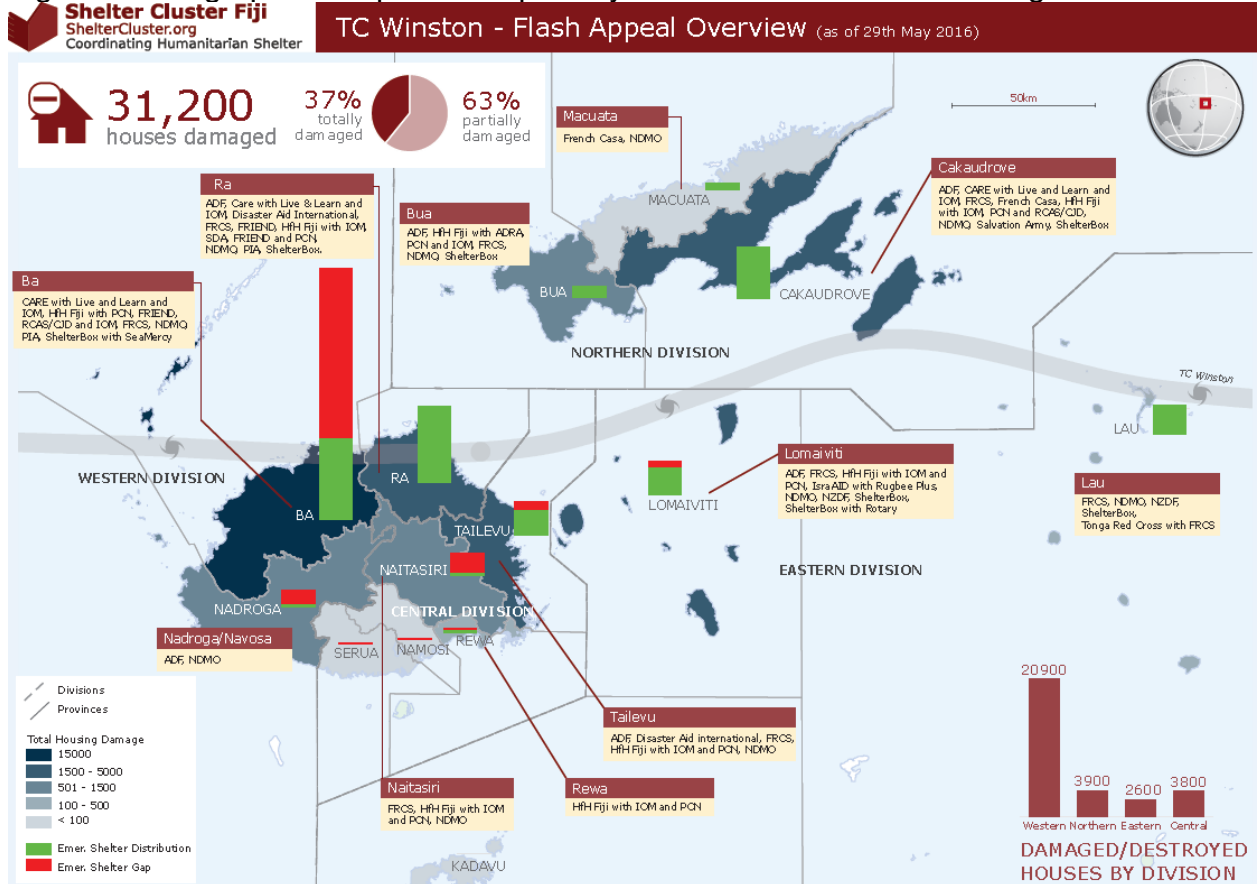 Shelter Cluster Fiji
ShelterCluster.org
Coordinating Humanitarian Shelter
TC Winston - Flash Appeal Overview (as of 29th May 2016)
31,200
houses damaged
37%
totally
damaged
63%
partially
damaged
50km
Macuata
French Casa, NDMO
MACUATA
Cakaudrove
ADF, CARE with Live and Learn and
IOM, FRCS, French Casa, HfH Fiji
with IOM, PCN and RCAS/CJD,
NDMO, Salvation Army, ShelterBox
CAKAUDROVE
Ra
ADF, Care with Live & Learn and
IOM, Disaster Aid International,
FRCS, FRIEND, HfH Fiji with IOM,
SDA, FRIEND and PCN,
NDMO, PIA, ShelterBox.
Bua
ADF, HfH Fiji with ADRA,
PCN and IOM, FRCS,
NDMO, ShelterBox
BUA
Ba
CARE with Live and Learn and
IOM, HfH Fiji with PCN, FRIEND,
RCAS/CJD and IOM, FRCS, NDMO,
PIA, ShelterBox with SeaMercy
NORTHERN DIVISION
TC Winston
LAU
WESTERN DIVISION
RA
BA
Lomaiviti
ADF, FRCS, HfH Fiji with IOM and
PCN, IsraAID with Rugbee Plus,
NDMO, NZDF, ShelterBox,
ShelterBox with Rotary
LOMAIVITI
Lau
FRCS, NDMO, NZDF,
ShelterBox,
Tonga Red Cross with FRCS
TAILEVU
NAITASIRI
EASTERN DIVISION
NADROGA
CENTRAL DIVISION
Nadroga/Navosa
ADF, NDMO
SERUA
NAMOSI
REWA
Divisions
Provinces
Total Housing Damage
15000
1500 - 5000
501 - 1500
100 - 500
< 100
Emer. Shelter Distribution
Emer. Shelter Gap
Tailevu
ADF, Disaster Aid international, FRCS,
HfH Fiji with IOM and PCN, NDMO
Naitasiri
FRCS, HfH Fiji with IOM
and PCN, NDMO
Rewa
HfH Fiji with IOM and PCN
KADAVU
20900
3900
2600
3800
Western Northern Eastern Central
DAMAGED/DESTROYED
HOUSES BY DIVISION